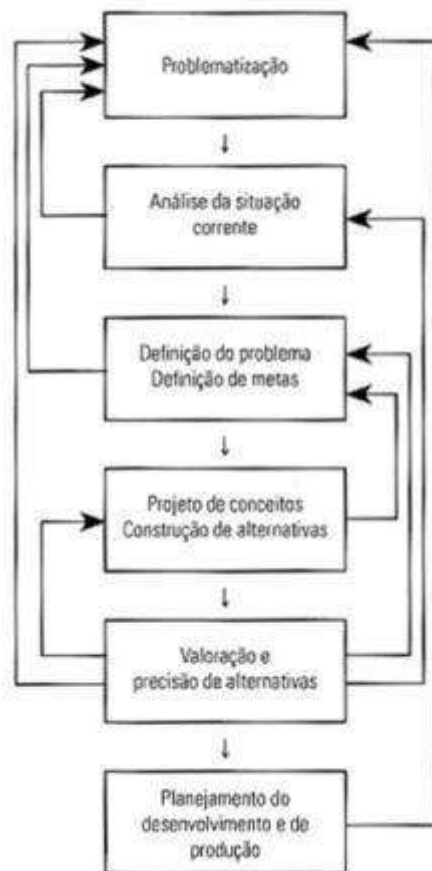 Problematização
Análise da situação
corrente
Definição do problema
Definição de metas
Projeto de conceitos
Construção de alternativas
Valoração e
precisão de alternativas
Planejamento do
desenvolvimento e de
produção